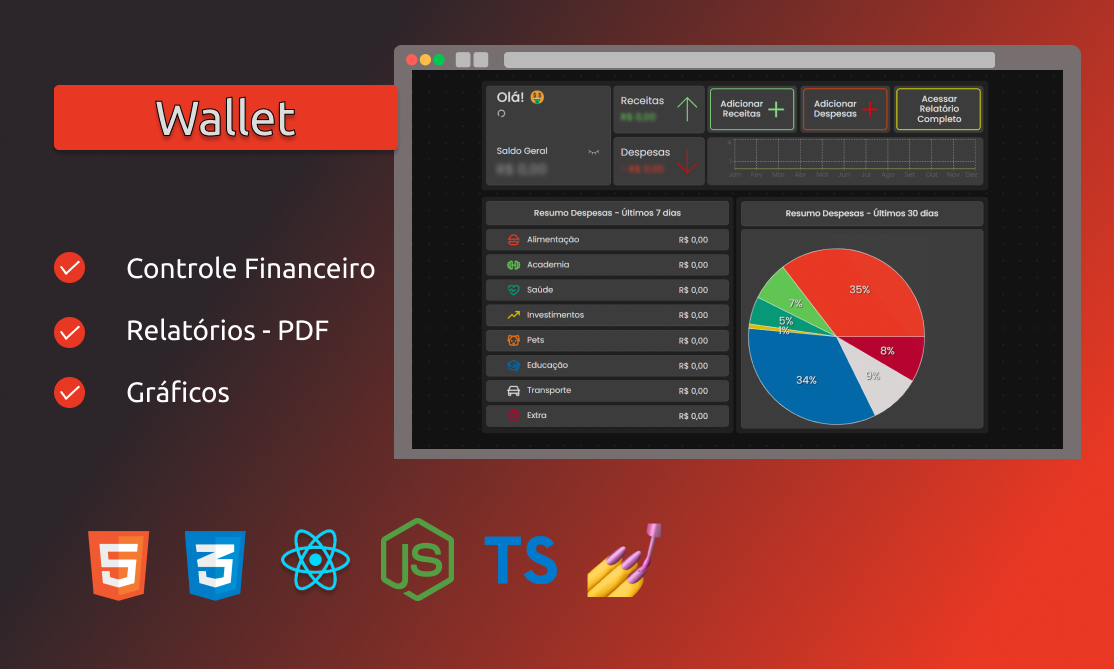 Wallet
Controle Financeiro
Relatórios - PDF
Gráficos
Olá!
Saldo Geral
Receitas
Despesas
Adicionar
Receitas
Adicionar
Despesas
Acessar
Relatório
Completo
Jan Fev Mar Abr Mai Jun Jul Ago Set Out Nov Dez
Resumo Despesas - Últimos 7 dias
Alimentação R$ 0,00
Academia R$ 0,00
Saúde R$ 0,00
Investimentos R$ 0,00
Pets R$ 0,00
Educação R$ 0,00
Transporte R$ 0,00
Extra R$ 0,00
Resumo Despesas - Últimos 30 dias
35%
7%
5%
1%
34%
9%
8%
5
3
JS
TS